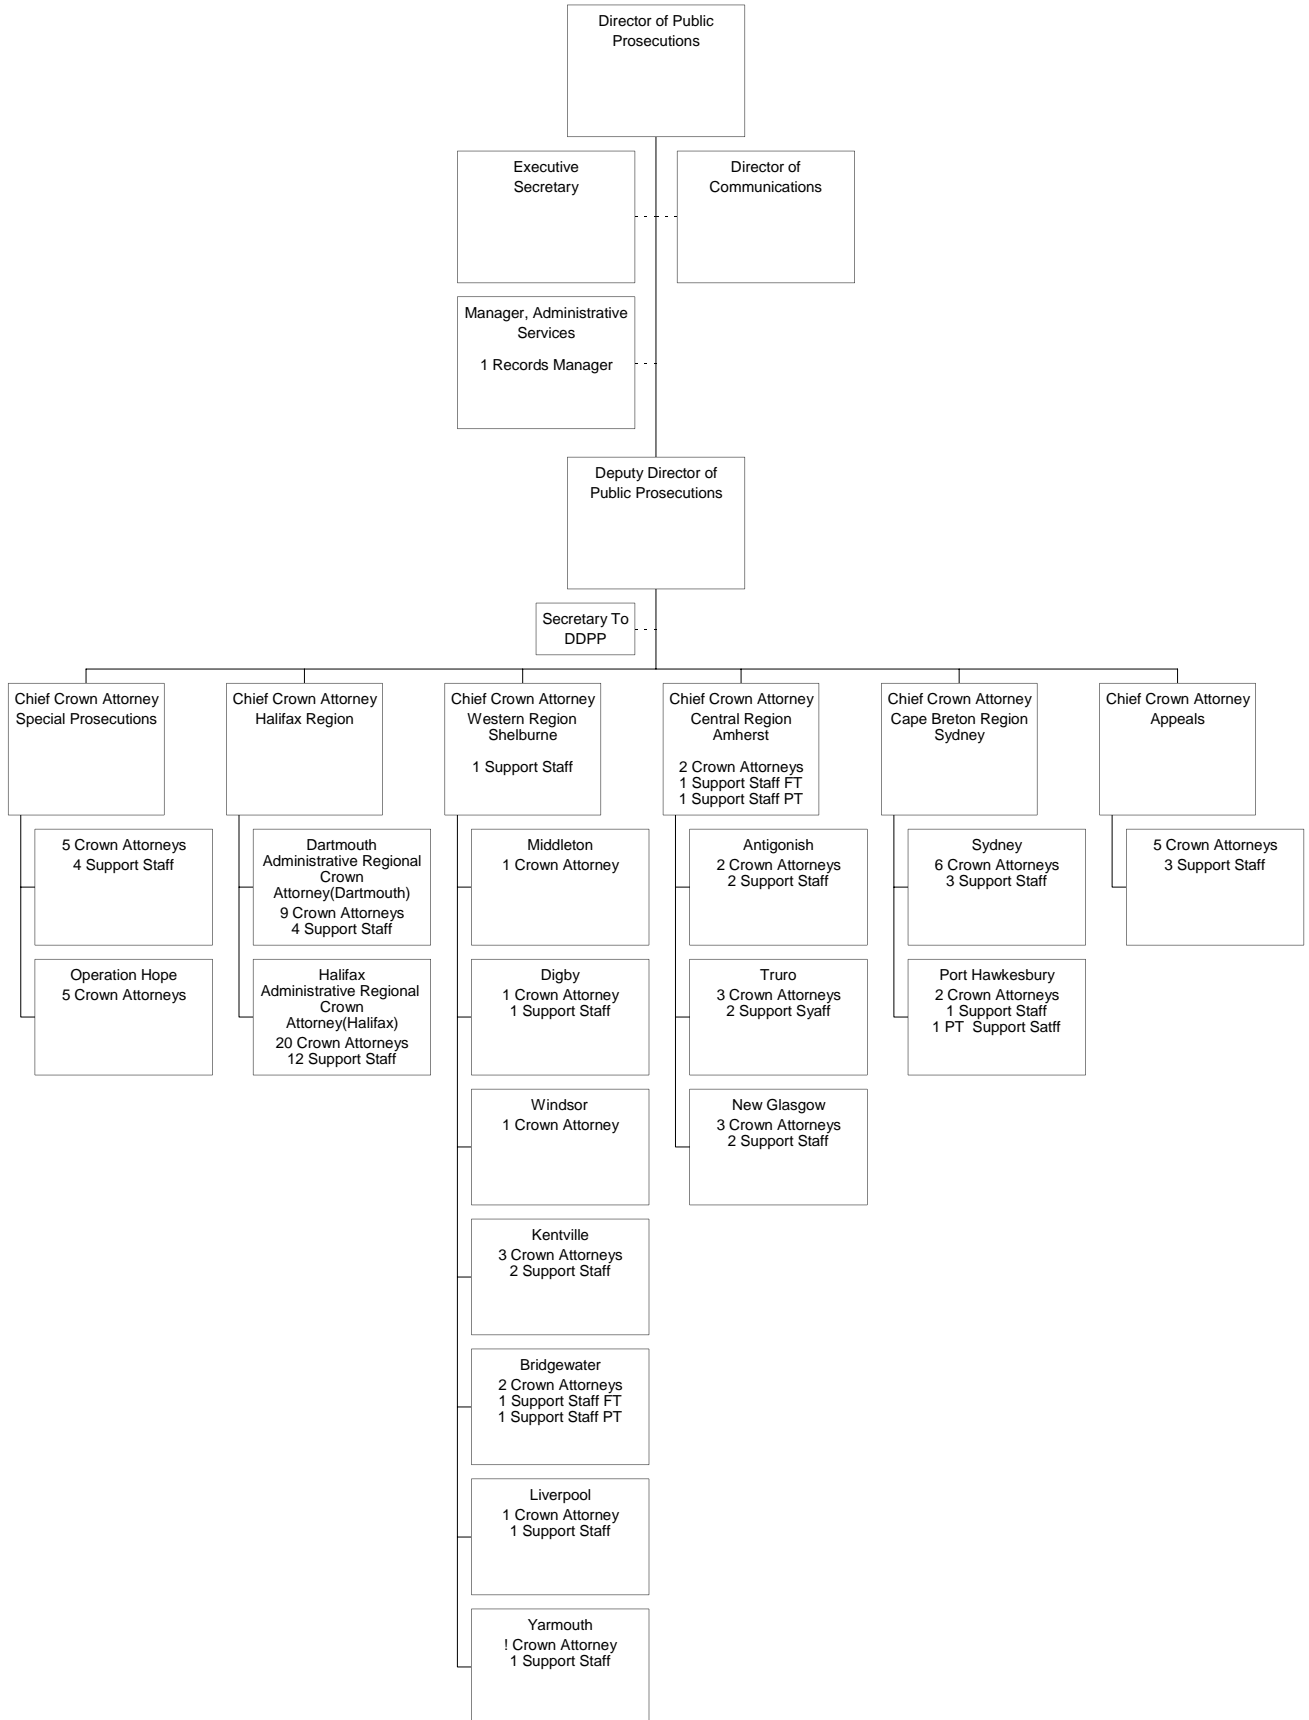 Director of Public
Prosecutions
Executive
Secretary
Director of
Communications
Manager, Administrative
Services
1 Records Manager
Deputy Director of
Public Prosecutions
Secretary To
DDPP
Chief Crown Attorney
Special Prosecutions
5 Crown Attorneys
4 Support Staff
Operation Hope
5 Crown Attorneys
Chief Crown Attorney
Halifax Region
Dartmouth
Administrative Regional
Crown
Attorney(Dartmouth)
9 Crown Attorneys
4 Support Staff
Halifax
Administrative Regional
Crown
Attorney(Halifax)
20 Crown Attorneys
12 Support Staff
Chief Crown Attorney
Western Region
Shelburne
1 Support Staff
Middleton
1 Crown Attorney
Digby
1 Crown Attorney
1 Support Staff
Windsor
1 Crown Attorney
Kentville
3 Crown Attorneys
2 Support Staff
Bridgewater
2 Crown Attorneys
1 Support Staff FT
1 Support Staff PT
Liverpool
1 Crown Attorney
1 Support Staff
Yarmouth
! Crown Attorney
1 Support Staff
Chief Crown Attorney
Central Region
Amherst
2 Crown Attorneys
1 Support Staff FT
1 Support Staff PT
Antigonish
2 Crown Attorneys
2 Support Staff
Truro
3 Crown Attorneys
2 Support Syaff
New Glasgow
3 Crown Attorneys
2 Support Staff
Chief Crown Attorney
Cape Breton Region
Sydney
Sydney
6 Crown Attorneys
3 Support Staff
Port Hawkesbury
2 Crown Attorneys
1 Support Staff
1 PT  Support Satff
Chief Crown Attorney
Appeals
5 Crown Attorneys
3 Support Staff